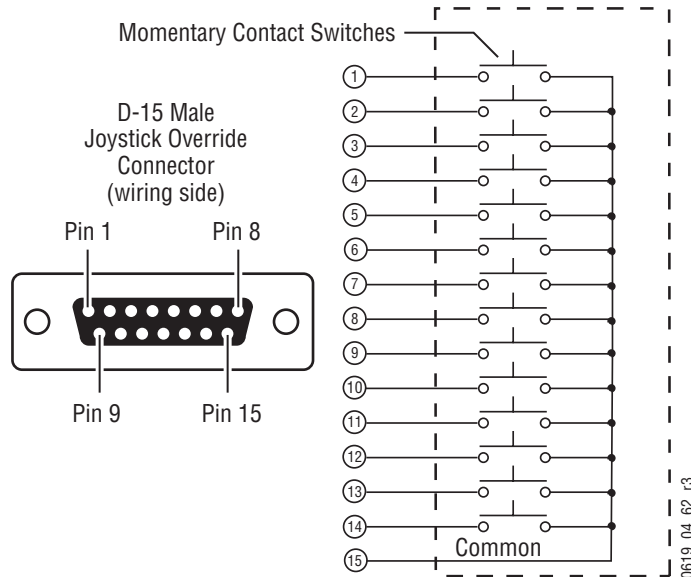 Momentary Contact Switches
D-15 Male
Joystick Override
Connector
(wiring side)
Pin 1
Pin 8
Pin 9
Pin 15
1
2
3
4
5
6
7
8
9
10
11
12
13
14
15
Common
0619_04_62_r3